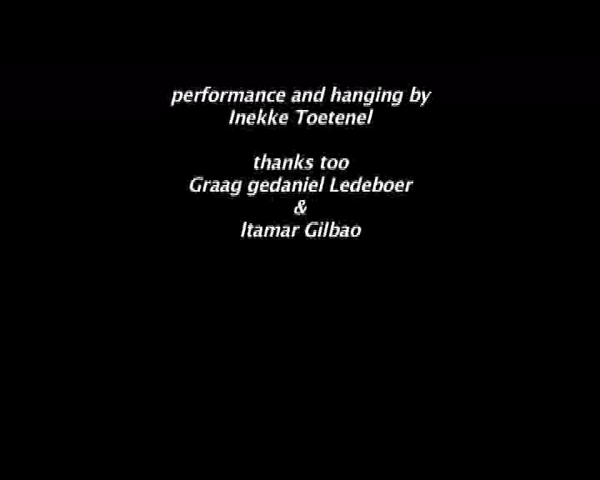 performance and hanging by
Inekke Toetenel
thanks too
Graag gedaniel Ledeboer
&
Itamar Gilbao